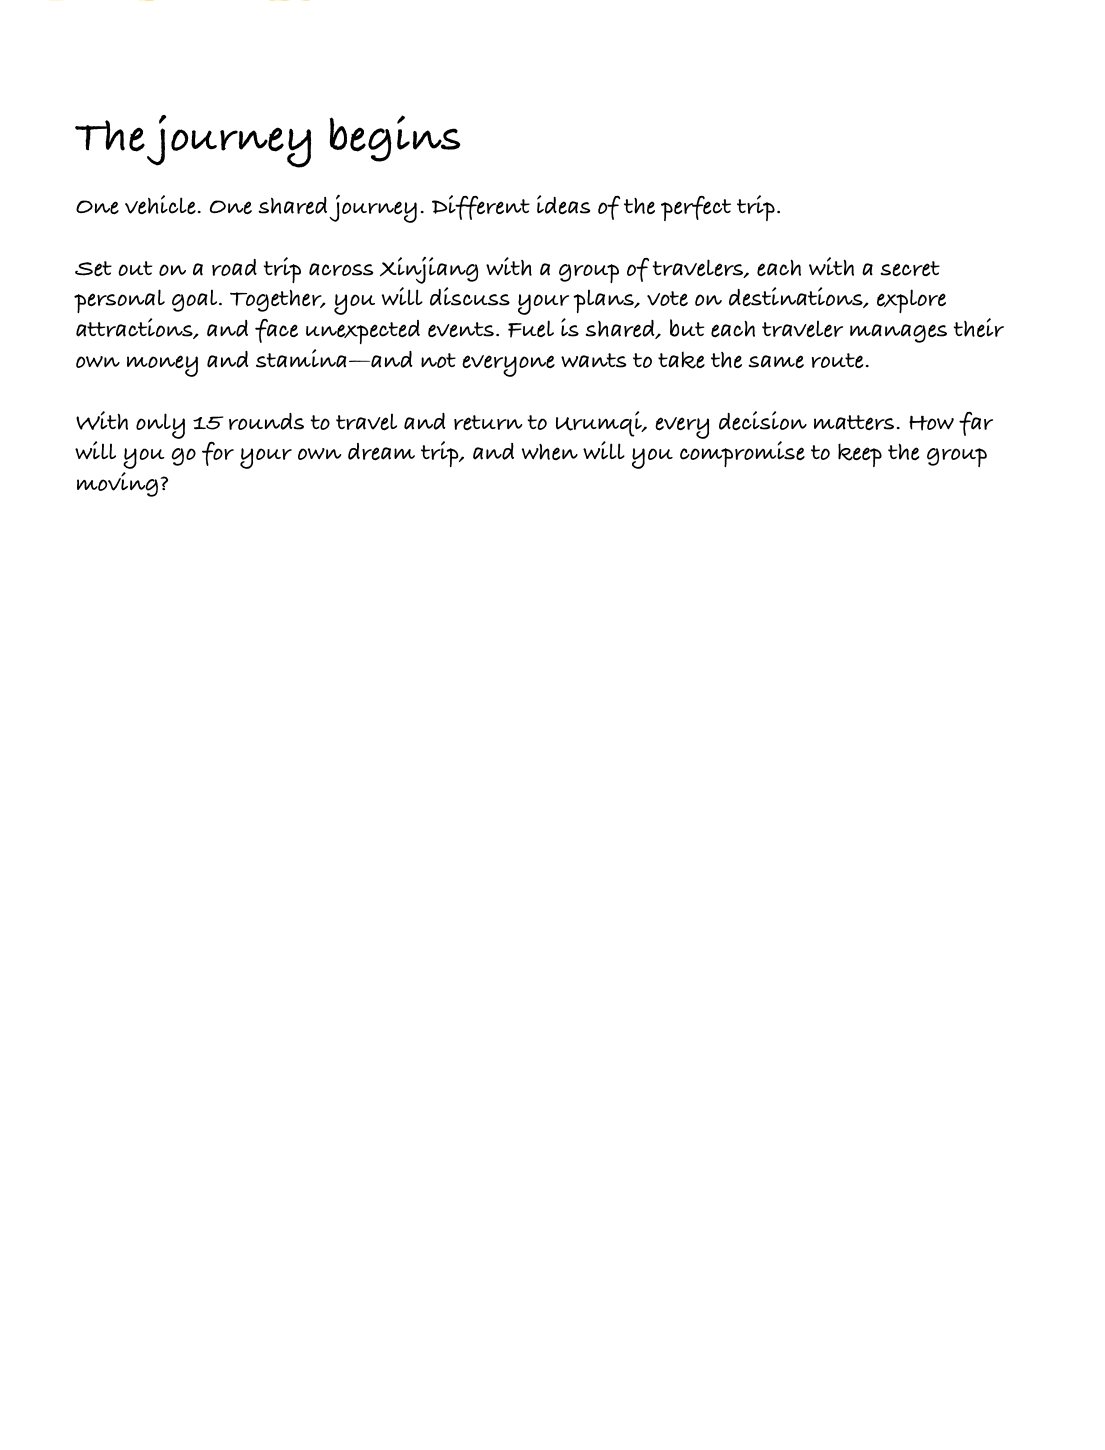 The journey begins
One vehicle. One shared journey. Different ideas of the perfect trip.
Set out on a road trip across Xinjiang with a group of travelers, each with a secret
personal goal. Together, you will discuss your plans, vote on destinations, explore
attractions, and face unexpected events. Fuel is shared, but each traveler manages their
own money and stamina—and not everyone wants to take the same route.
With only 15 rounds to travel and return to Urumqi, every decision matters. How far
will you go for your own dream trip, and when will you compromise to keep the group
moving?